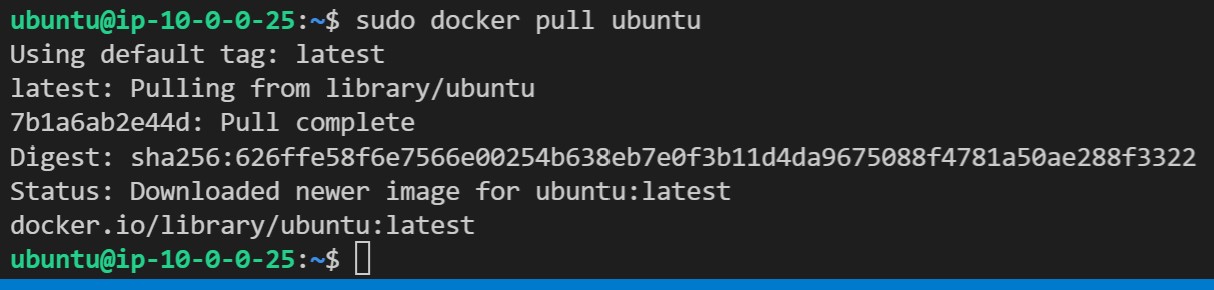 ubuntu@ip-10-0-0-25:~$ sudo docker pull ubuntu
Using default tag: latest
latest: Pulling from library/ubuntu
7b1a6ab2e44d: Pull complete
Digest: sha256:626ffe58f6e7566e00254b638eb7e0f3b11d4da9675088f4781a50ae288f3322
Status: Downloaded newer image for ubuntu:latest
docker.io/library/ubuntu:latest
ubuntu@ip-10-0-0-25:~$